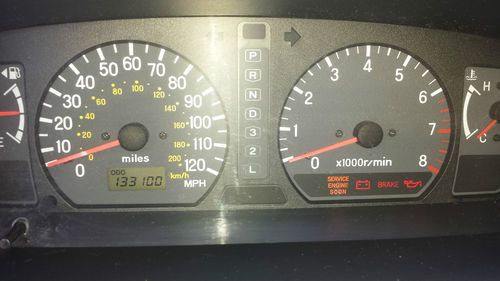 E
0
10
20
30
40
50
60
70
80
90
100
110
120
MPH
0
20
40
60
80
100
120
140
160
180
200
km/h
miles
ODO
133100
P
R
N
D
3
2
L
0
1
2
3
4
5
6
7
8
x1000r/min
SERVICE
ENGINE
SOON
BRAKE
H
C